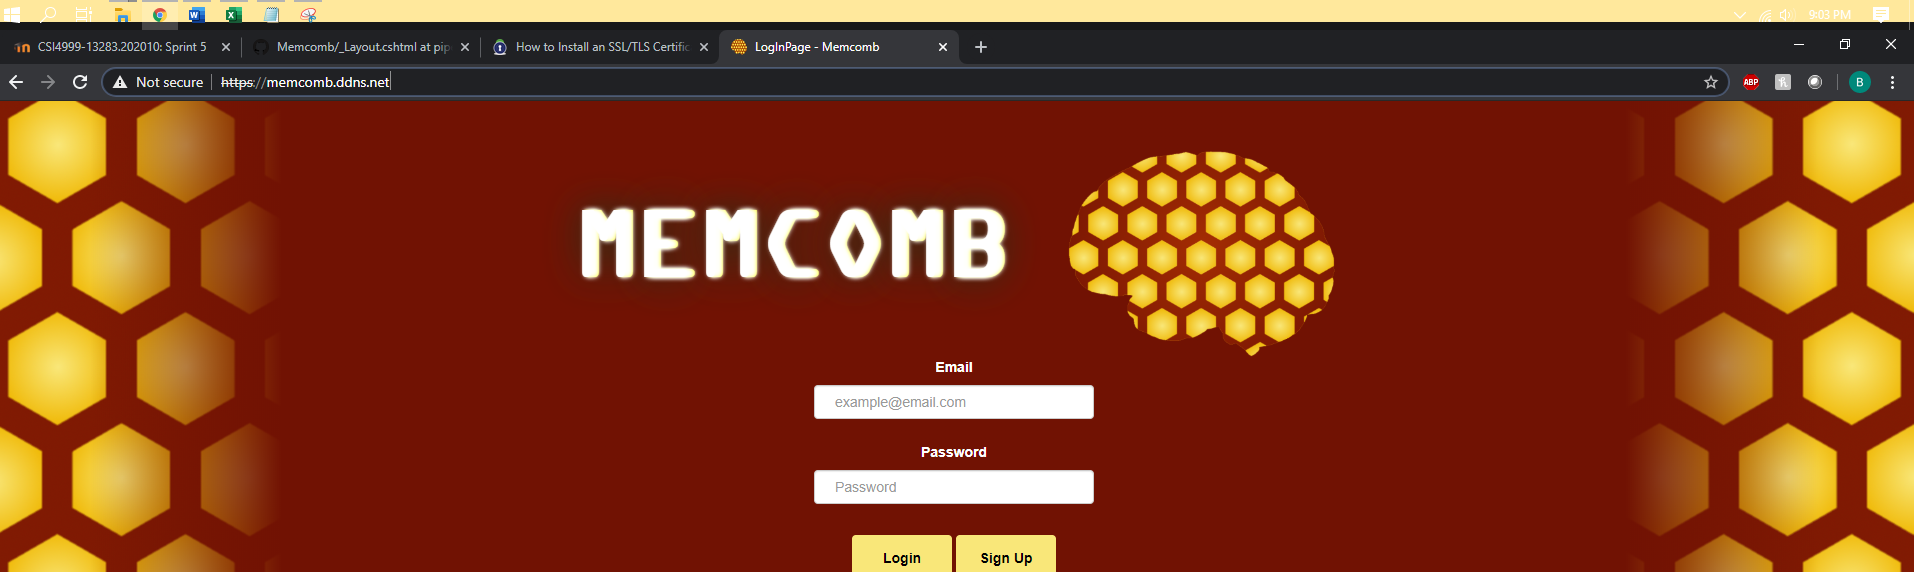 9:03 PM
CSI4999-13283.202010: Sprint 5
Memcomb/_Layout.cshtml at pip
How to Install an SSL/TLS Certific
LogInPage - Memcomb
Not secure
https://memcomb.ddns.net
ABP
B
MEMCOMB
Email
example@email.com
Password
Password
Login
Sign Up